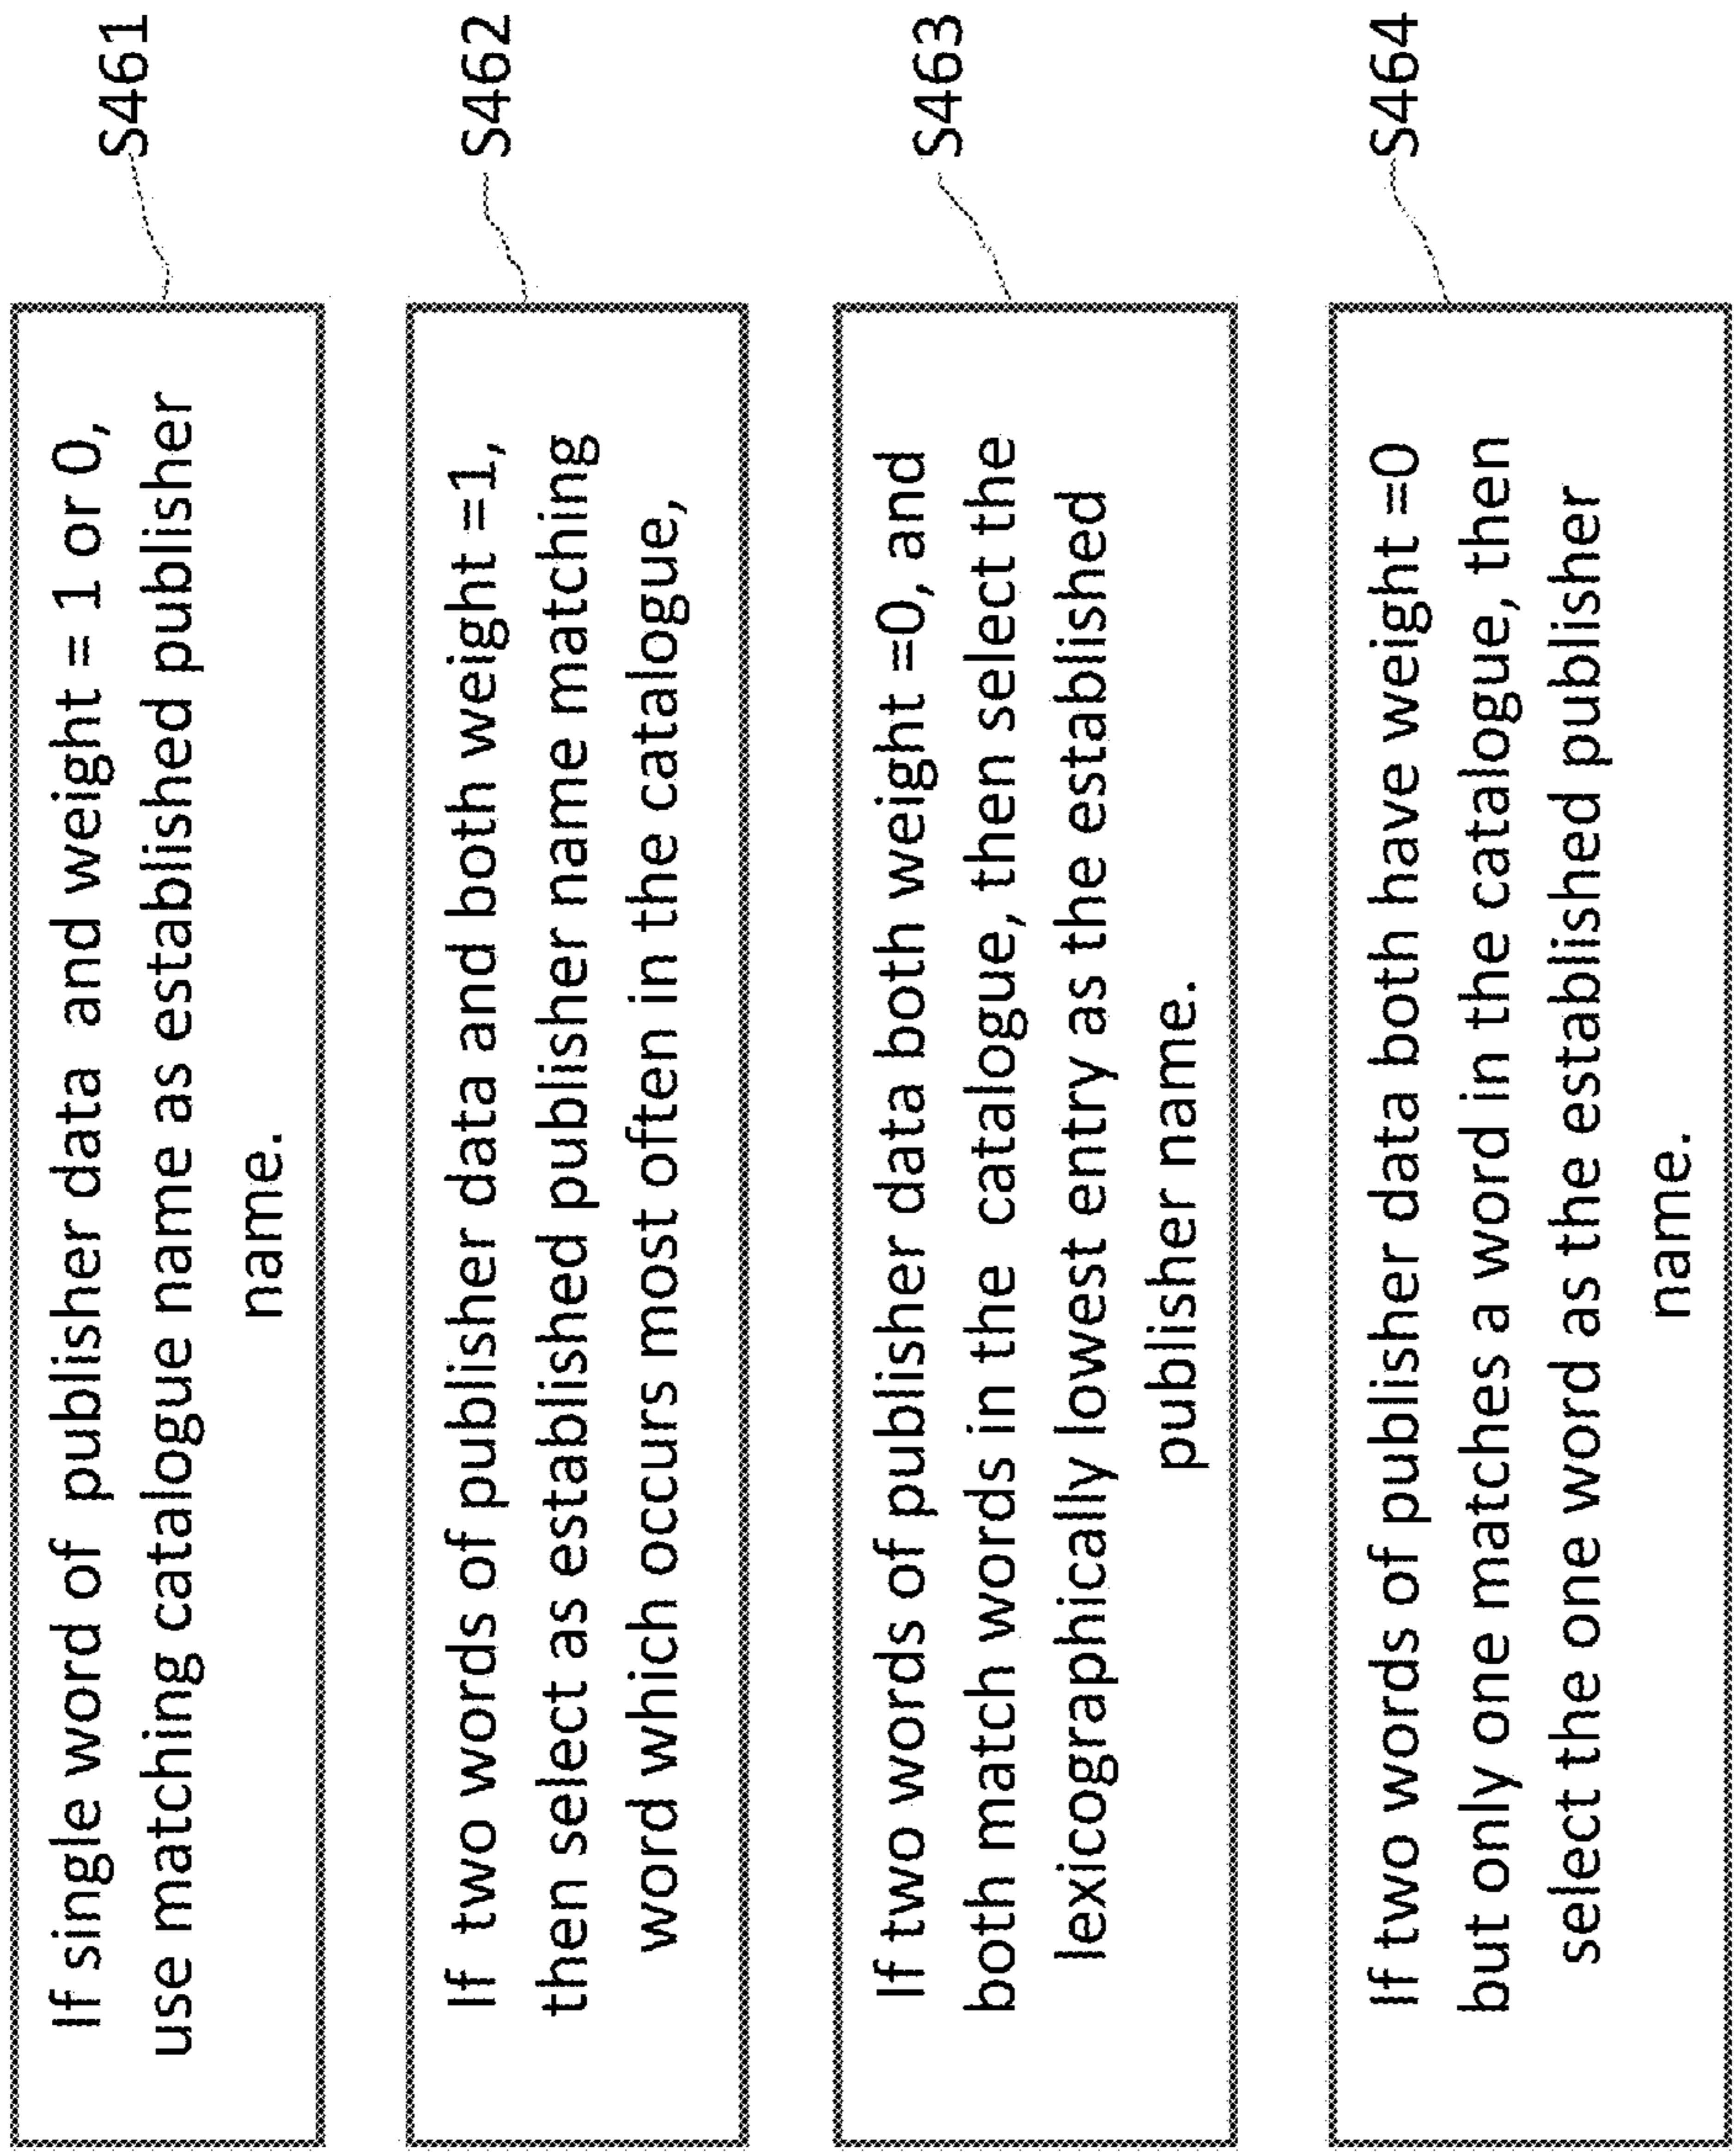 If single word of publisher data and weight = 1 or 0,
use matching catalogue name as established publisher
name.
S461
If two words of publisher data and both weight =1,
then select as established publisher name matching
word which occurs most often in the catalogue,
S462
If two words of publisher data both weight =0, and
both match words in the catalogue, then select the
lexicographically lowest entry as the established
publisher name.
S463
If two words of publisher data both have weight =0
but only one matches a word in the catalogue, then
select the one word as the established publisher
name.
S464